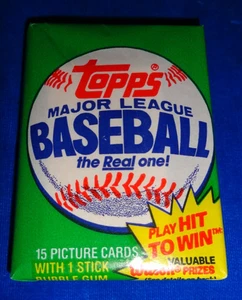 Topps
MAJOR LEAGUE
BASEBALL
the Real one!
PLAY HIT
TO WIN
15 PICTURE CARDS
WITH 1 STICK
VALUABLE
Wilson PRIZES
BUBBLE GUM